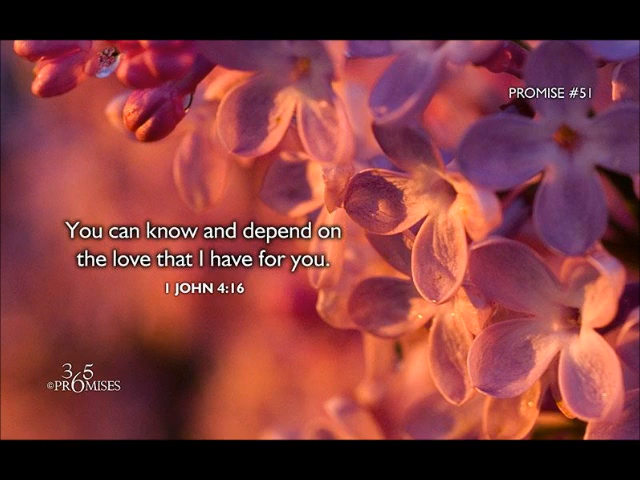 PROMISE #51
You can know and depend on
the love that I have for you.
1 JOHN 4:16
365
©PROMISES